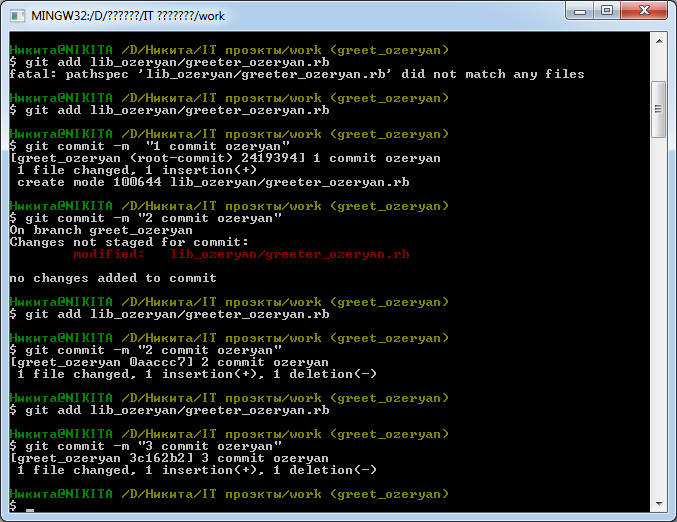 MINGW32:/D/??????/IT ???????/work
Никита@NIKITA /D/Никита/IT проэкты/work (greet_ozeryan)
$ git add lib_ozeryan/greeter_ozeryan.rb
fatal: pathspec 'lib_ozeryan/greeter_ozeryan.rb' did not match any files
Никита@NIKITA /D/Никита/IT проэкты/work (greet_ozeryan)
$ git add lib_ozeryan/greeter_ozeryan.rb
Никита@NIKITA /D/Никита/IT проэкты/work (greet_ozeryan)
$ git commit -m  "1 commit ozeryan"
[greet_ozeryan (root-commit) 2419394] 1 commit ozeryan
1 file changed, 1 insertion(+)
create mode 100644 lib_ozeryan/greeter_ozeryan.rb
Никита@NIKITA /D/Никита/IT проэкты/work (greet_ozeryan)
$ git commit -m "2 commit ozeryan"
On branch greet_ozeryan
Changes not staged for commit:
modified:   lib_ozeryan/greeter_ozeryan.rb
no changes added to commit
Никита@NIKITA /D/Никита/IT проэкты/work (greet_ozeryan)
$ git add lib_ozeryan/greeter_ozeryan.rb
Никита@NIKITA /D/Никита/IT проэкты/work (greet_ozeryan)
$ git commit -m "2 commit ozeryan"
[greet_ozeryan 0aaccc7] 2 commit ozeryan
1 file changed, 1 insertion(+), 1 deletion(-)
Никита@NIKITA /D/Никита/IT проэкты/work (greet_ozeryan)
$ git add lib_ozeryan/greeter_ozeryan.rb
Никита@NIKITA /D/Никита/IT проэкты/work (greet_ozeryan)
$ git commit -m "3 commit ozeryan"
[greet_ozeryan 3c162b2] 3 commit ozeryan
1 file changed, 1 insertion(+), 1 deletion(-)
Никита@NIKITA /D/Никита/IT проэкты/work (greet_ozeryan)
$ _